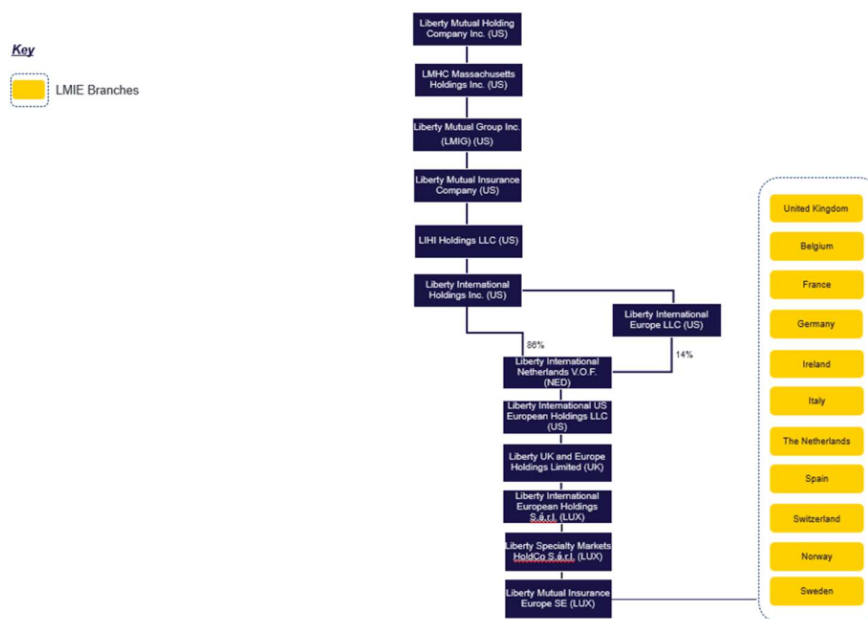 Liberty Mutual Holding
Company Inc. (US)
Key
LMHC Massachusetts
Holdings Inc. (US)
LMIE Branches
Liberty Mutual Group Inc.
(LMIG) (US)
Liberty Mutual Insurance
Company (US)
United Kingdom
LIHI Holdings LLC (US)
Belgium
Liberty International
Holdings Inc. (US)
France
Liberty International
Europe LLC (US)
Germany
86%
14%
Liberty International
Netherlands V.O.F.
(NED)
Ireland
Italy
Liberty International US
European Holdings LLC
(US)
The Netherlands
Liberty UK and Europe
Holdings Limited (UK)
Spain
Liberty International
European Holdings
S.á.r.l. (LUX)
Switzerland
Liberty Specialty Markets
HoldCo S.á.r.l. (LUX)
Norway
Liberty Mutual Insurance
Europe SE (LUX)
Sweden